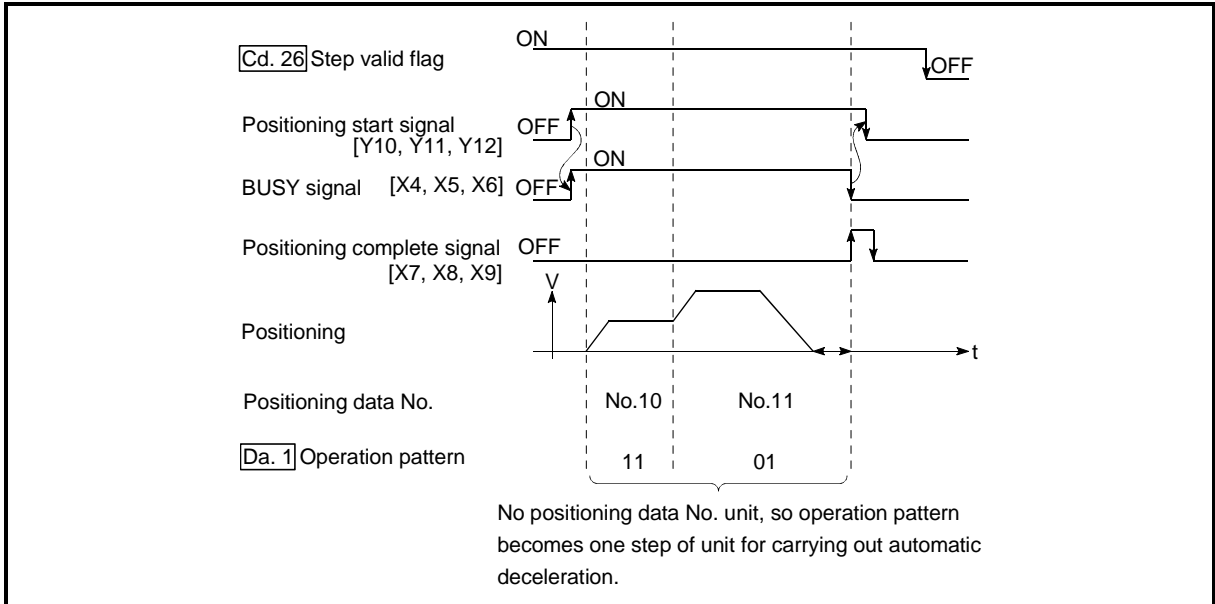 ON
Cd. 26 Step valid flag
OFF
ON
Positioning start signal
OFF
[Y10, Y11, Y12]
ON
BUSY signal [X4, X5, X6] OFF
Positioning complete signal OFF
[X7, X8, X9]
V
Positioning
t
Positioning data No. No.10 No.11
Da. 1 Operation pattern 11 01
No positioning data No. unit, so operation pattern
becomes one step of unit for carrying out automatic
deceleration.